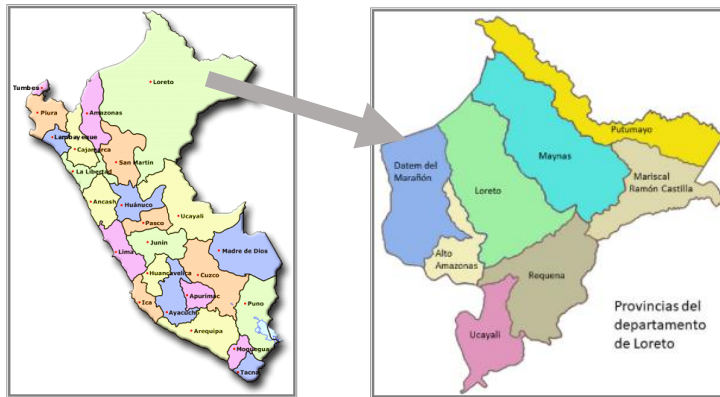 Loreto
Tumbes
Piura
Amazonas
Lambayeque
Cajamarca
San Martin
La Libertad
Ancash
Huánuco
Ucayali
Pasco
Junín
Lima
Madre de Dios
Huancavelica
Cuzco
Ica
Apurímac
Ayacucho
Puno
Arequipa
Moquegua
Tacna
Putumayo
Maynas
Datem del
Marañón
Mariscal
Ramón Castilla
Loreto
Alto
Amazonas
Requena
Ucayali
Provincias del
departamento
de Loreto